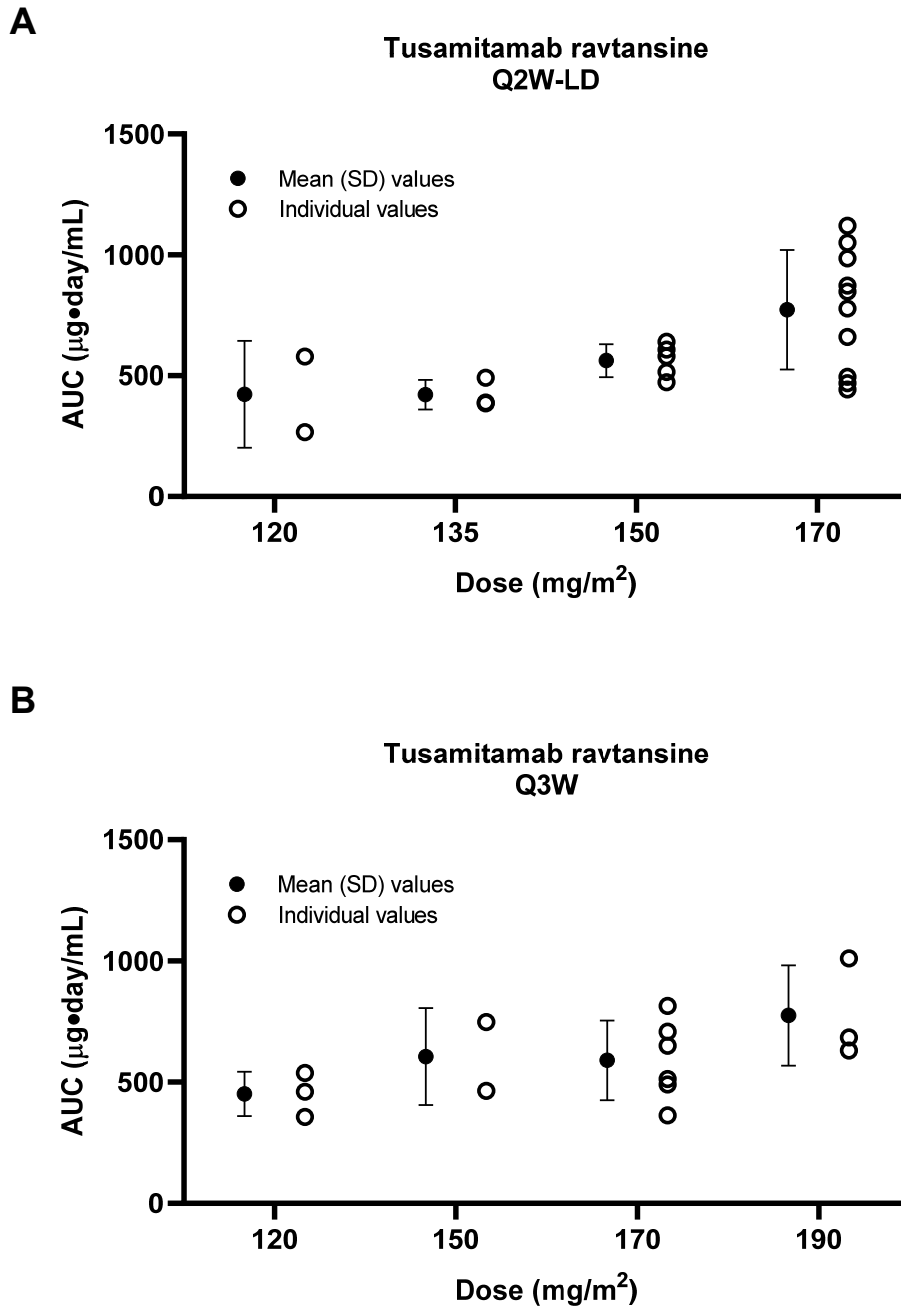 A
Tusamitamab ravtansine
Q2W-LD
1500
1000
500
0
AUC (μg•day/mL)
Mean (SD) values
Individual values
120
135
150
170
Dose (mg/m²)
B
Tusamitamab ravtansine
Q3W
1500
1000
500
0
AUC (μg•day/mL)
Mean (SD) values
Individual values
120
150
170
190
Dose (mg/m²)